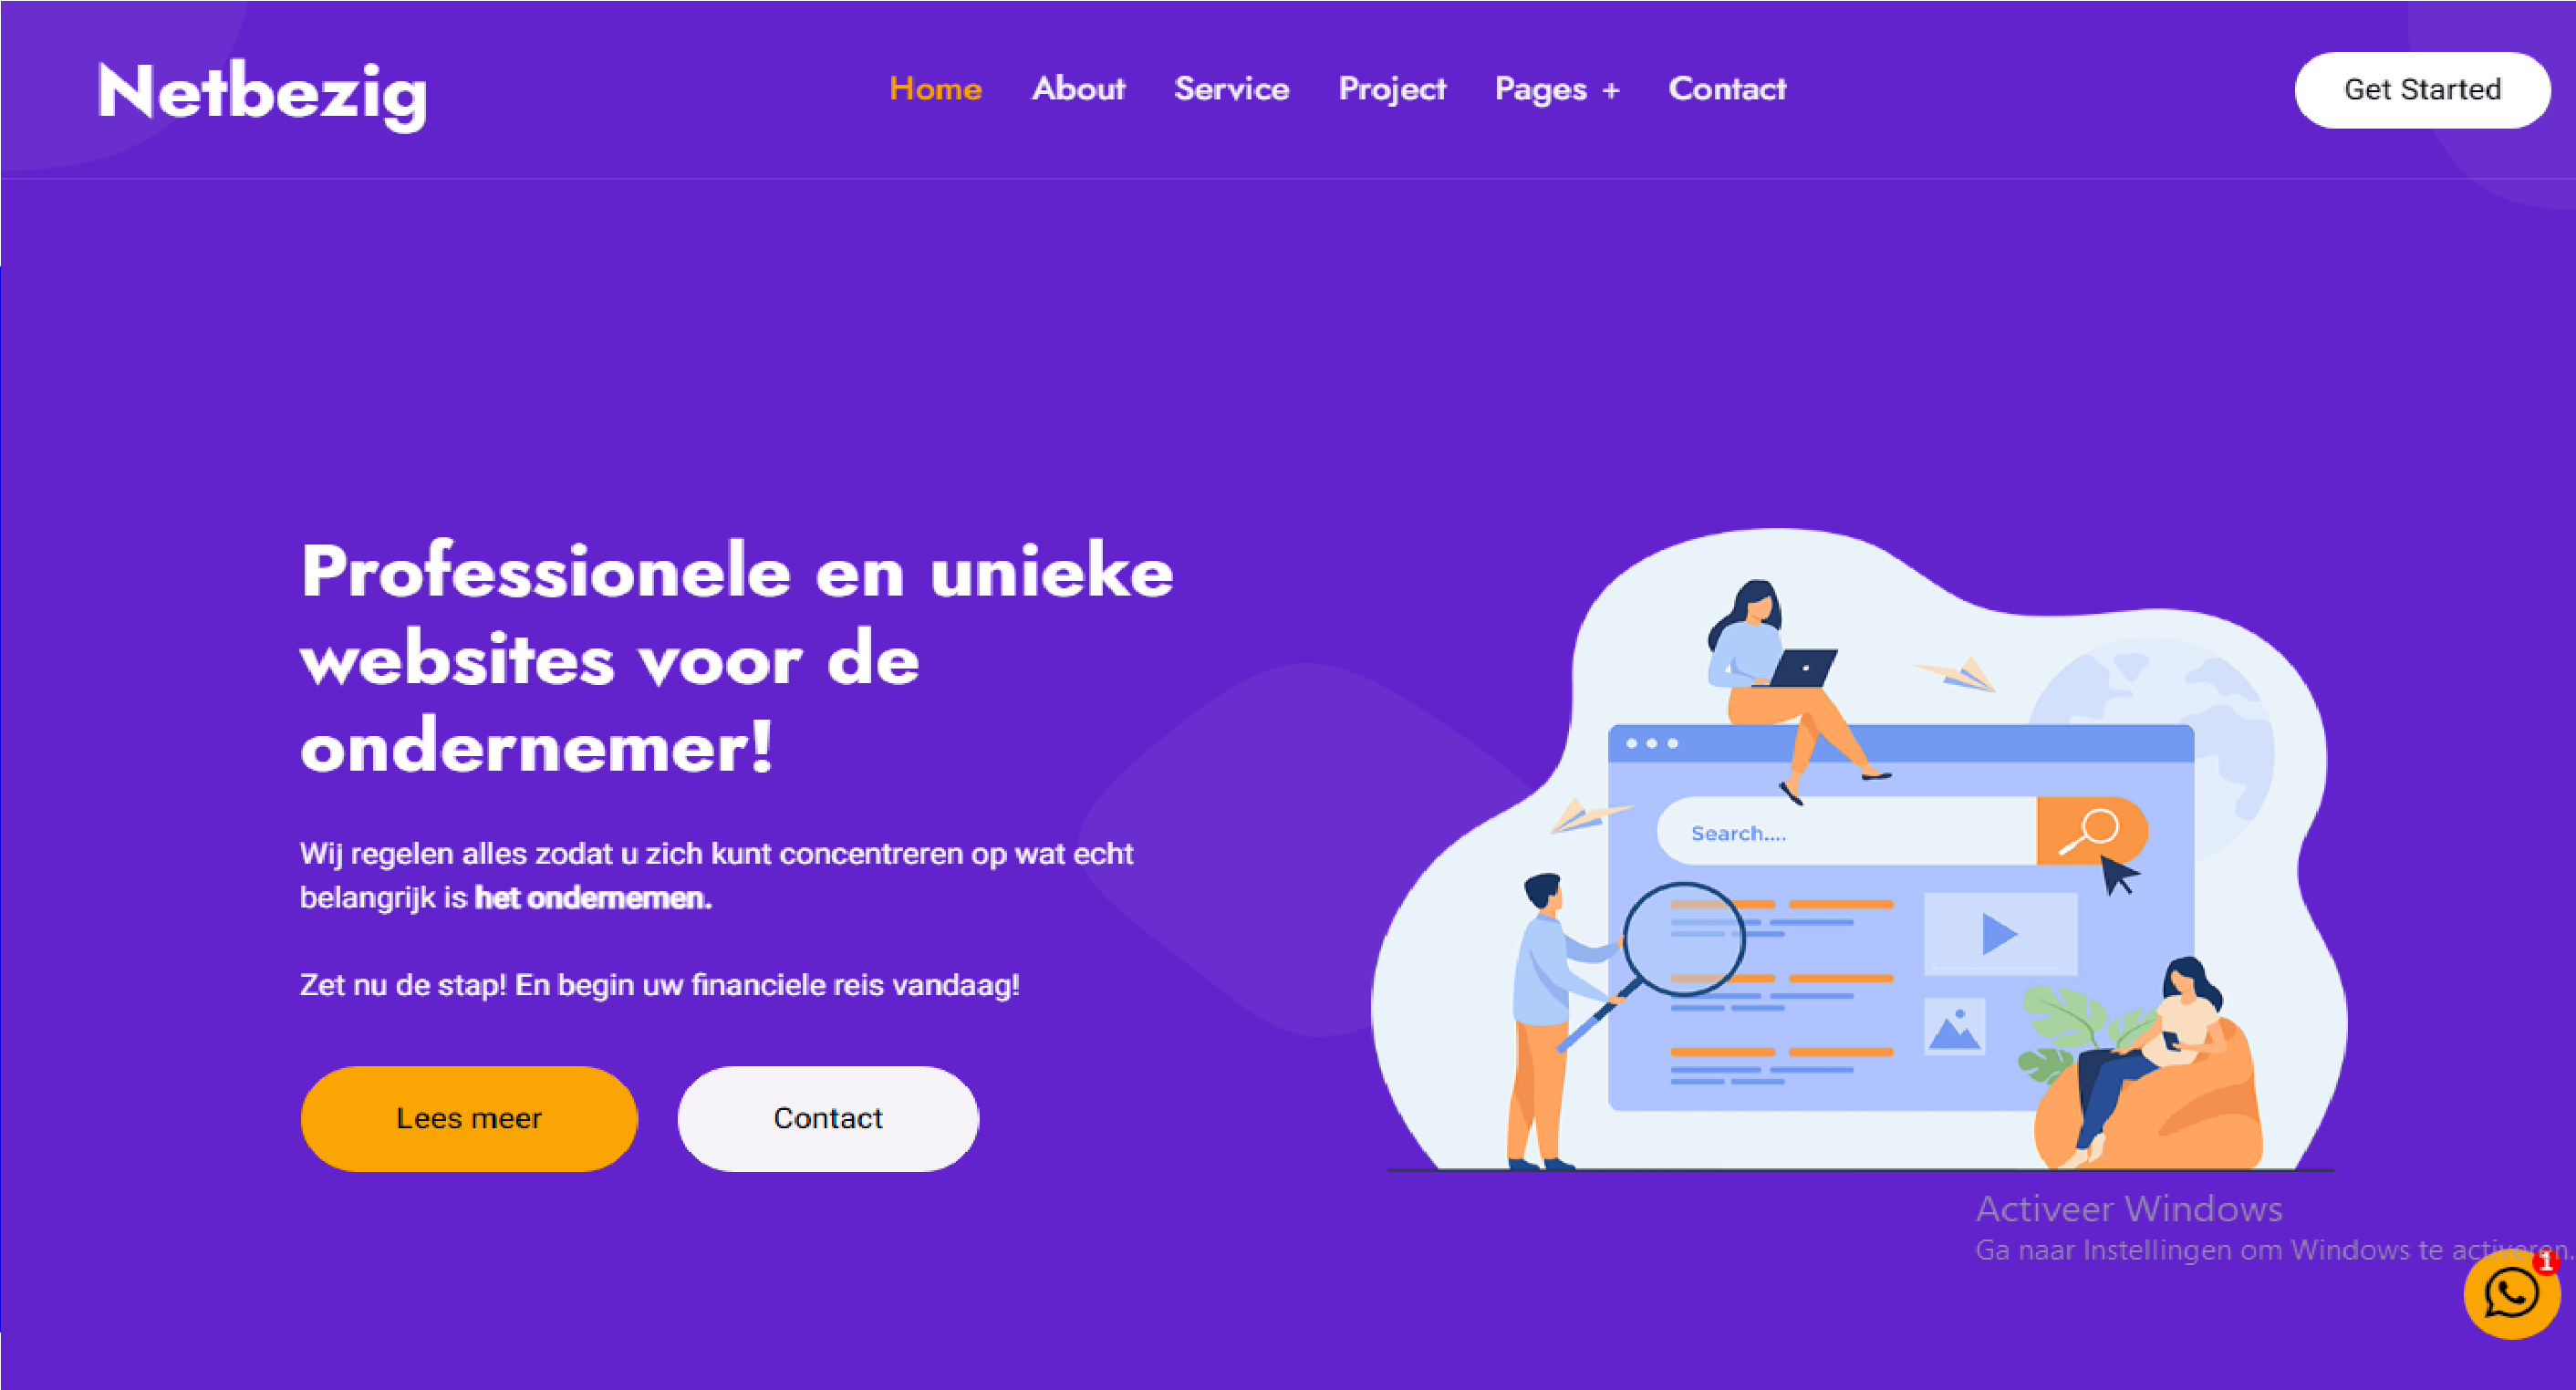 Netbezig
Home About Service Project Pages + Contact
Get Started
Professionele en unieke
websites voor de
ondernemer!
Wij regelen alles zodat u zich kunt concentreren op wat echt
belangrijk is het ondernemen.
Zet nu de stap! En begin uw financiele reis vandaag!
Lees meer
Contact
Search....
Activeer Windows
Ga naar Instellingen om Windows te activeren.
1